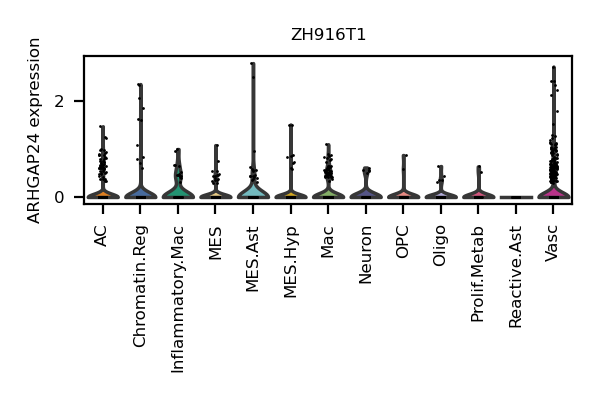 ZH916T1
ARHGAP24 expression
2
0
AC
Chromatin.Reg
Inflammatory.Mac
MES
MES.Ast
MES.Hyp
Mac
Neuron
OPC
Oligo
Prolif.Metab
Reactive.Ast
Vasc